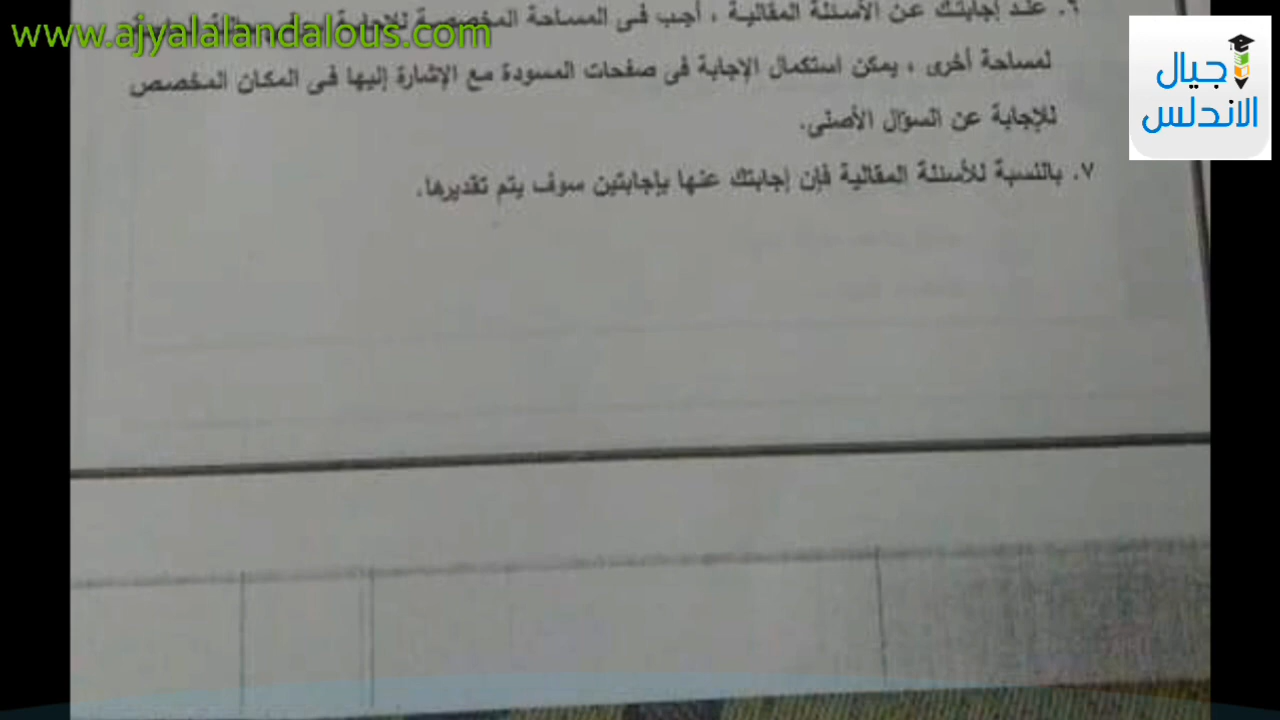 www.ajyalalandalous.com
جيال
الاندلس
٦. عند إجابتك عن الأسئلة المقالية ، أجب فى المساحة المخصصة للإجابة
لمساحة أخرى ، يمكن استكمال الإجابة فى صفحات المسودة مع الإشارة إليها فى المكان المخصص
للإجابة عن السؤال الأصلى.
٧. بالنسبة للأسئلة المقالية فإن إجابتك عنها بإجابتين سوف يتم تقديرها.